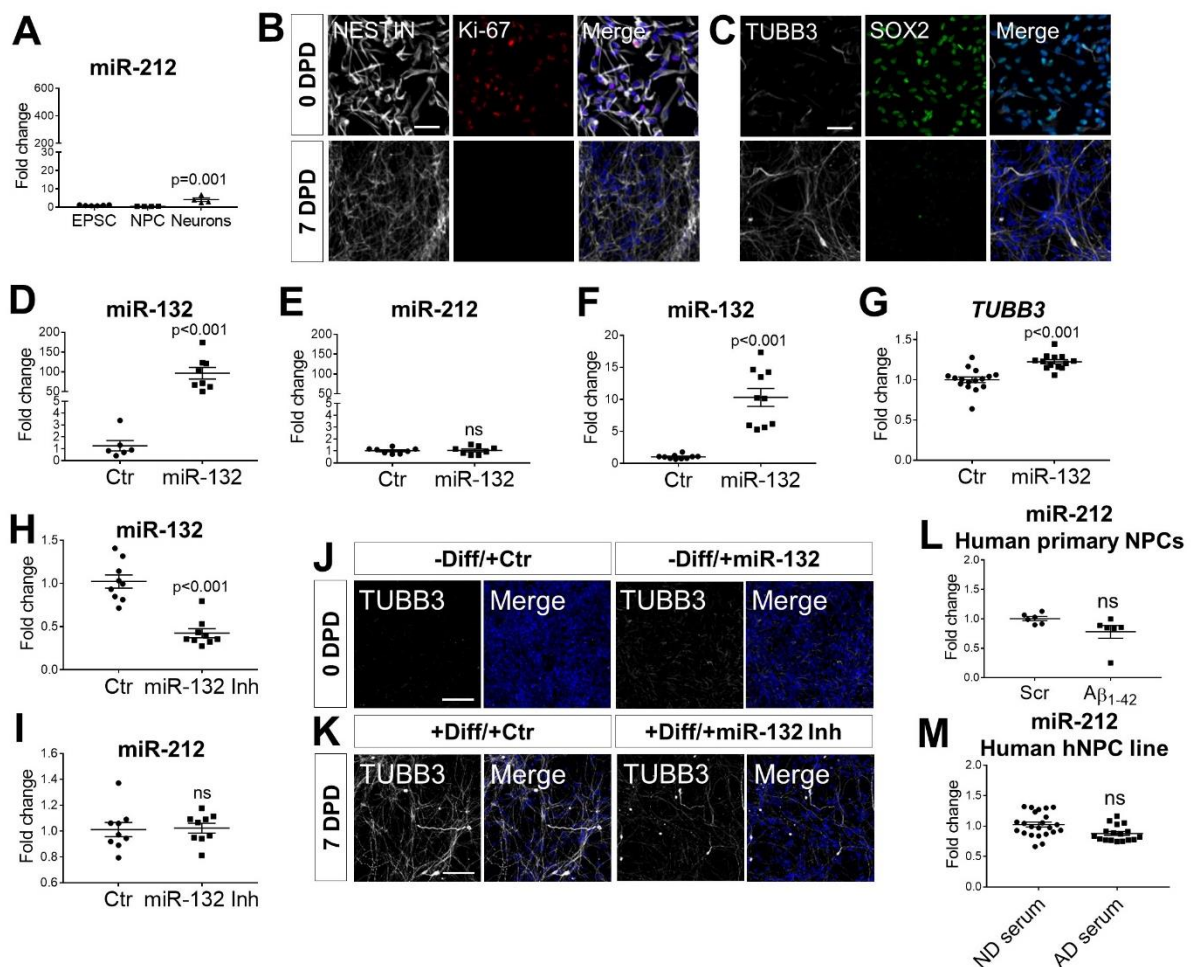 A
miR-212
Fold change
600
400
200
30
20
10
0
p=0.001
EPSC NPC Neurons
B
NESTIN Ki-67 Merge
0 DPD
7 DPD
C
TUBB3 SOX2 Merge
D
miR-132
Fold change
200
150
100
50
5
4
3
2
1
0
p<0.001
Ctr miR-132
E
miR-212
Fold change
200
150
100
50
5
4
3
2
1
0
ns
Ctr miR-132
F
miR-132
Fold change
20
15
10
5
0
p<0.001
Ctr miR-132
G
TUBB3
Fold change
1.5
1.0
0.5
0.0
p<0.001
Ctr miR-132
H
miR-132
Fold change
1.5
1.0
0.5
0.0
p<0.001
Ctr miR-132 Inh
I
miR-212
Fold change
1.6
1.4
1.2
1.0
0.8
0.6
ns
Ctr miR-132 Inh
J
-Diff/+Ctr -Diff/+miR-132
0 DPD
TUBB3 Merge TUBB3 Merge
K
+Diff/+Ctr +Diff/+miR-132 Inh
7 DPD
TUBB3 Merge TUBB3 Merge
L
miR-212
Human primary NPCs
Fold change
2.0
1.5
1.0
0.5
0.0
ns
Scr Aβ1-42
M
miR-212
Human hNPC line
Fold change
2.0
1.5
1.0
0.5
0.0
ns
ND serum AD serum